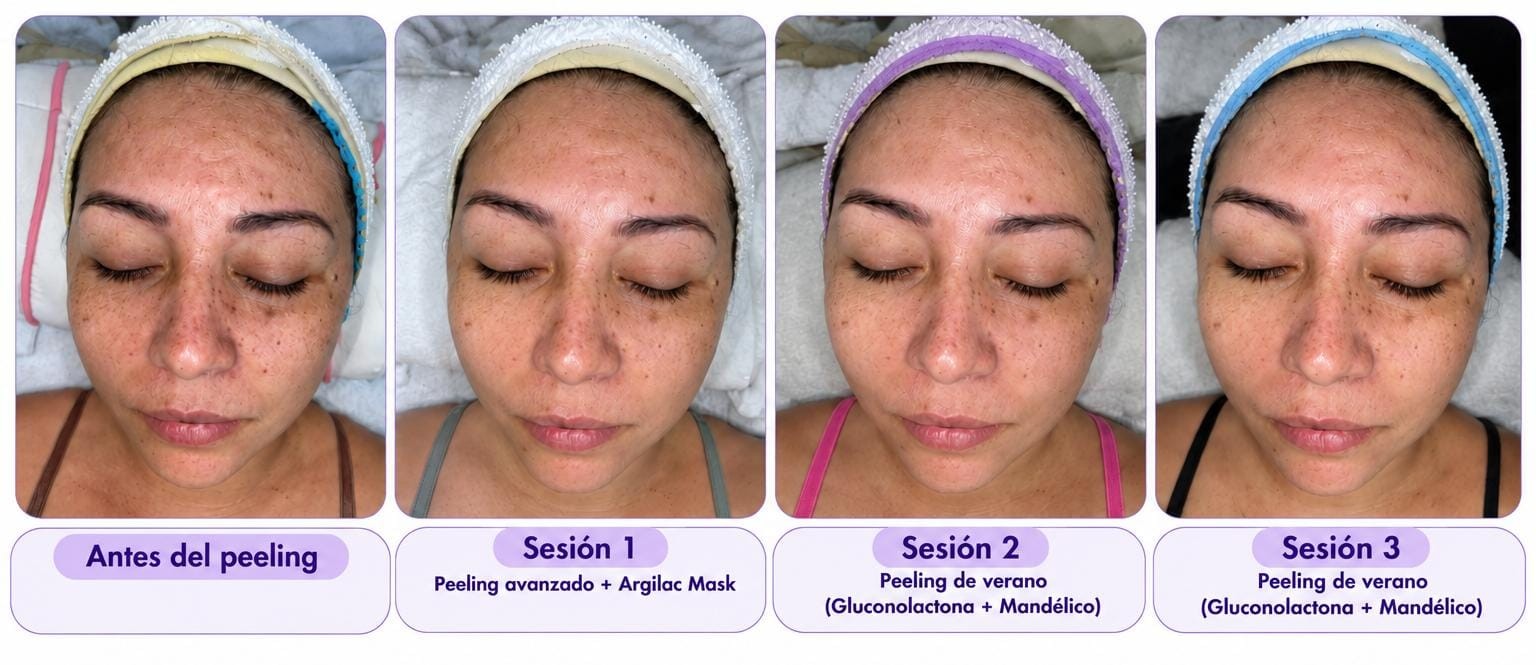 Antes del peeling
Sesión 1
Peeling avanzado + Argilac Mask
Sesión 2
Peeling de verano
(Gluconolactona + Mandélico)
Sesión 3
Peeling de verano
(Gluconolactona + Mandélico)